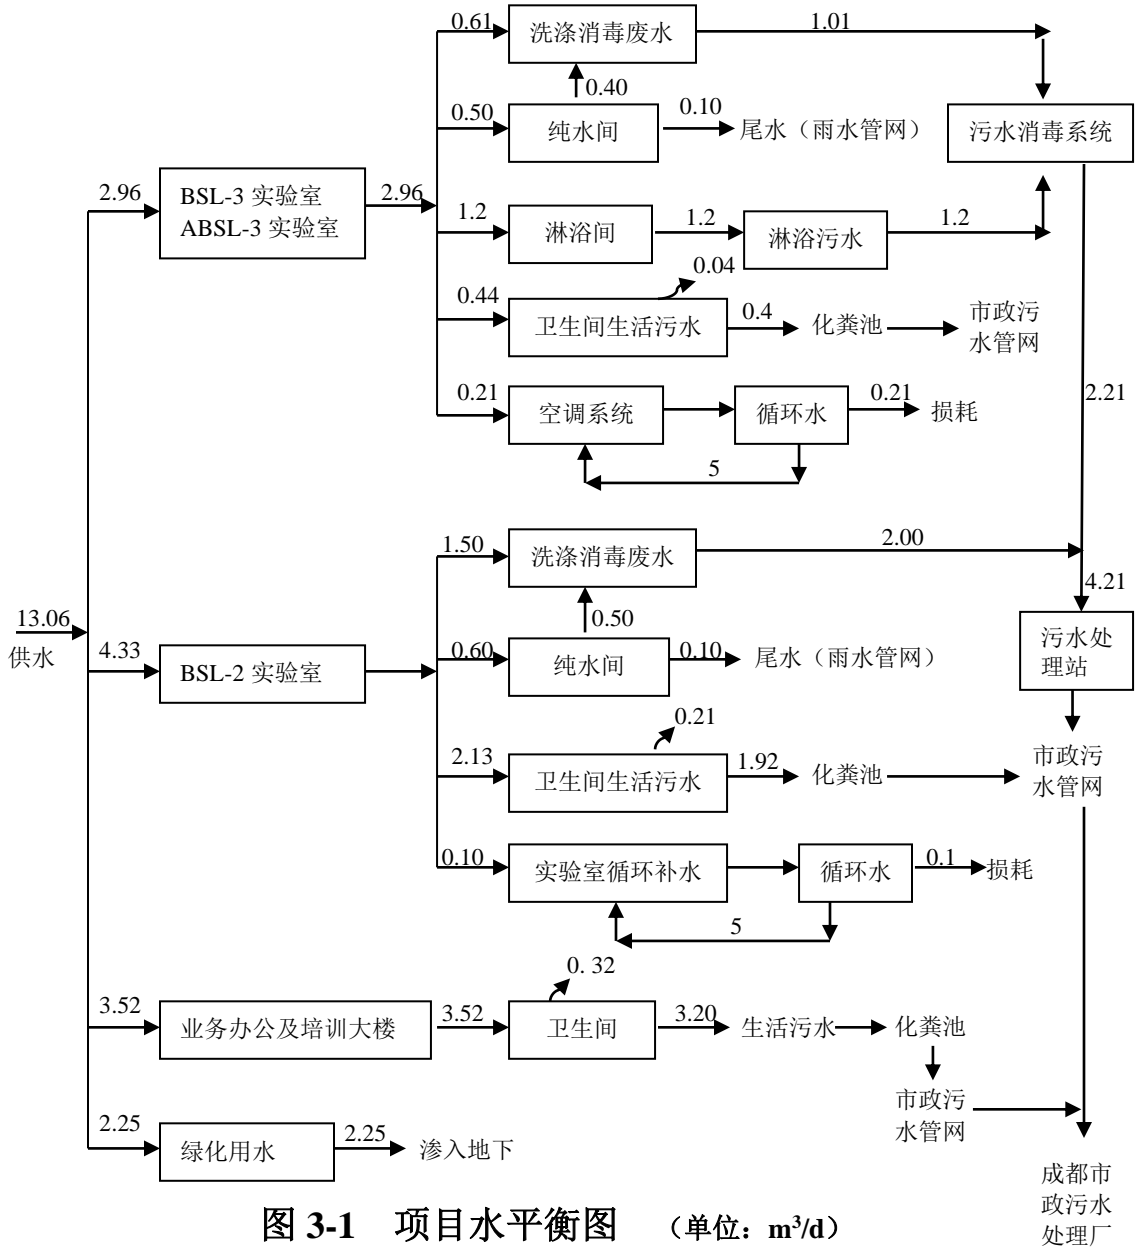 0.61
洗涤消毒废水
1.01
0.40
0.50
纯水间
0.10
尾水（雨水管网）
污水消毒系统
2.96
BSL-3 实验室
ABSL-3 实验室
2.96
1.2
淋浴间
1.2
淋浴污水
1.2
0.04
0.44
卫生间生活污水
0.4
化粪池
市政污
水管网
0.21
空调系统
循环水
0.21
损耗
2.21
5
1.50
洗涤消毒废水
2.00
4.21
13.06
供水
0.50
4.33
BSL-2 实验室
0.60
纯水间
0.10
尾水（雨水管网）
污水处
理站
0.21
2.13
卫生间生活污水
1.92
化粪池
市政污
水管网
0.10
实验室循环补水
循环水
0.1
损耗
5
0. 32
3.52
业务办公及培训大楼
3.52
卫生间
3.20
生活污水
化粪池
市政污
水管网
2.25
绿化用水
2.25
渗入地下
成都市
政污水
处理厂
图 3-1 项目水平衡图 （单位：m³/d）